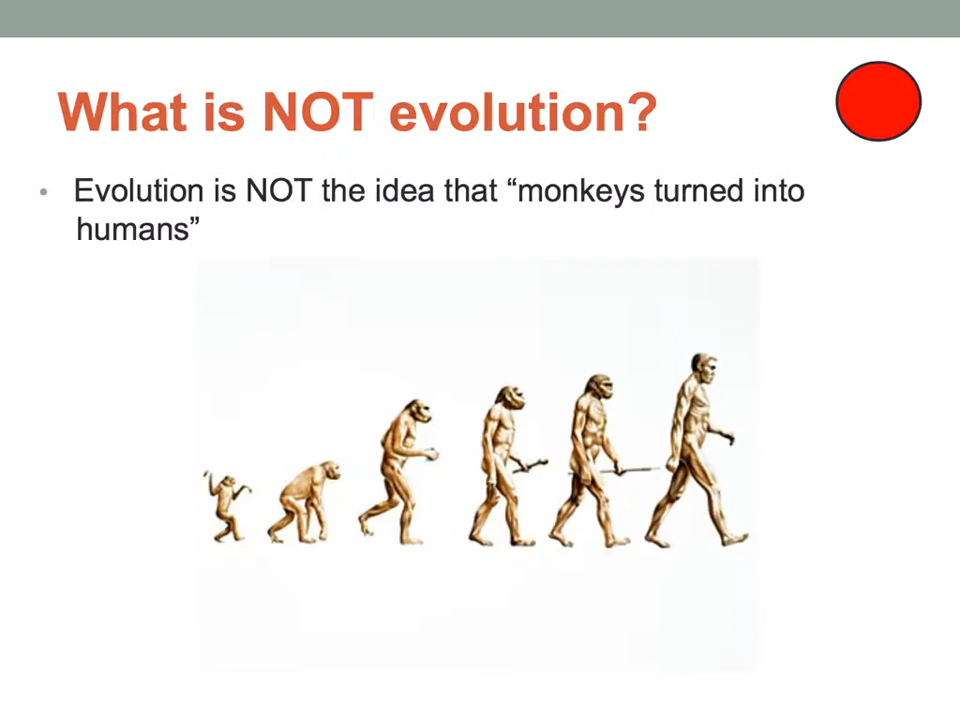 What is NOT evolution?
• Evolution is NOT the idea that “monkeys turned into
humans”